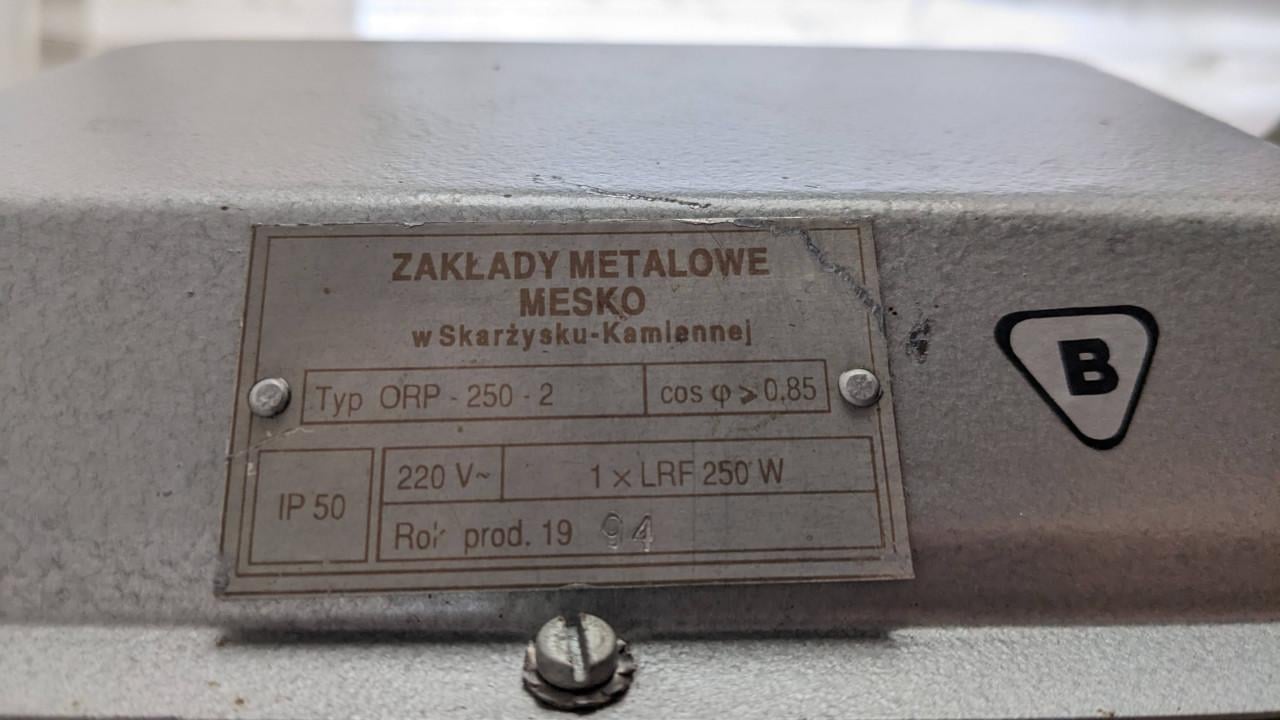 ZAKŁADY METALOWE
MESKO
w Skarżysku-Kamiennej
Typ ORP - 250 - 2
cos φ ⩾ 0,85
IP 50
220 V~
1 × LRF 250 W
Rok prod. 19 94
B